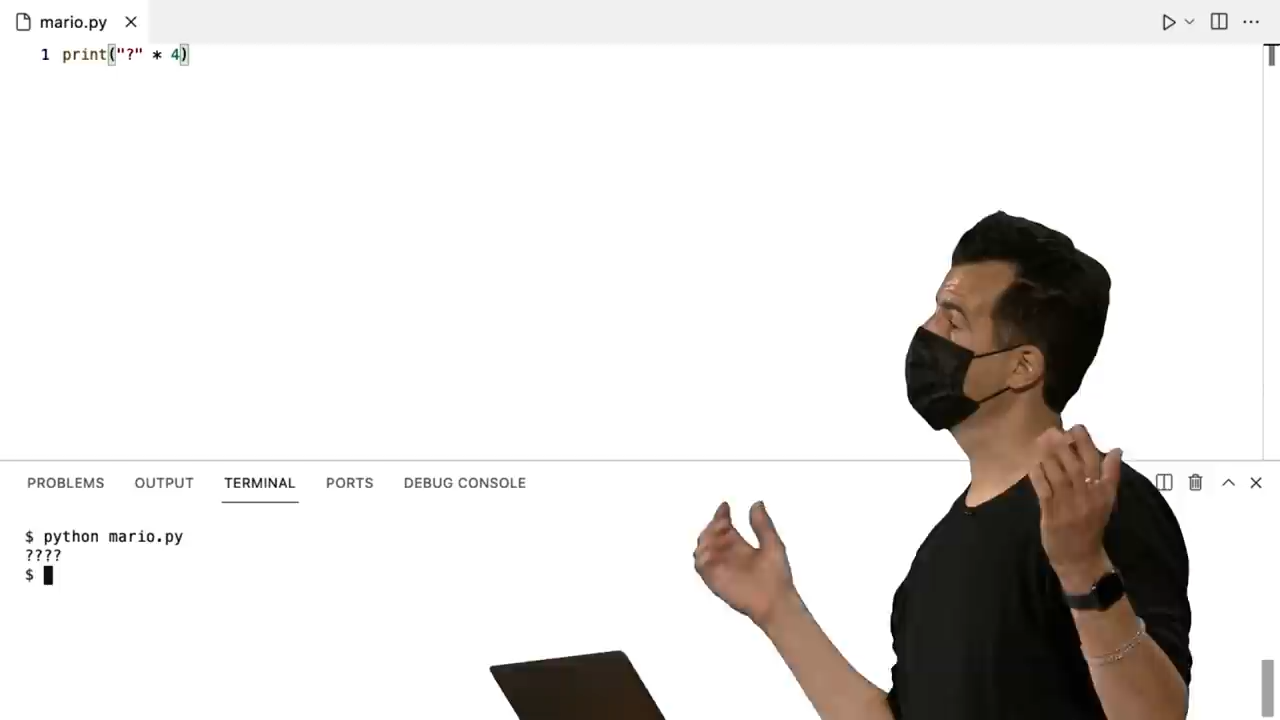 mario.py
1 print("?" * 4)
PROBLEMS OUTPUT TERMINAL PORTS DEBUG CONSOLE
$ python mario.py
????
$